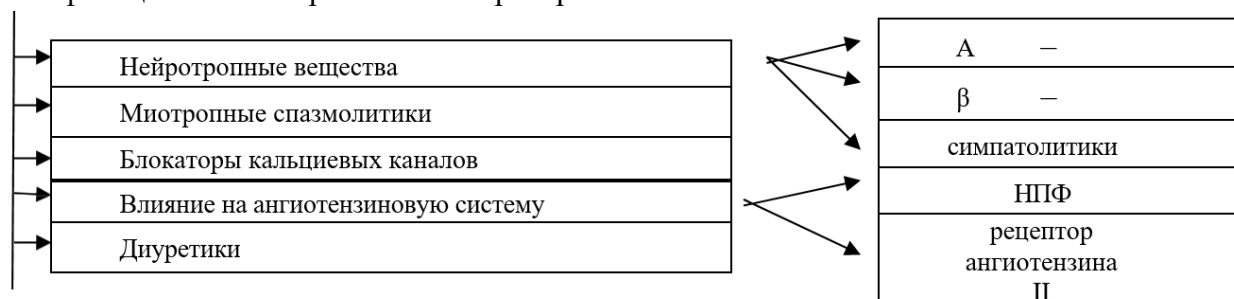 Нейротропные вещества
Миотропные спазмолитики
Блокаторы кальциевых каналов
Влияние на ангиотензиновую систему
Диуретики
А –
β –
симпатолитики
НПФ
рецептор
ангиотензина
II